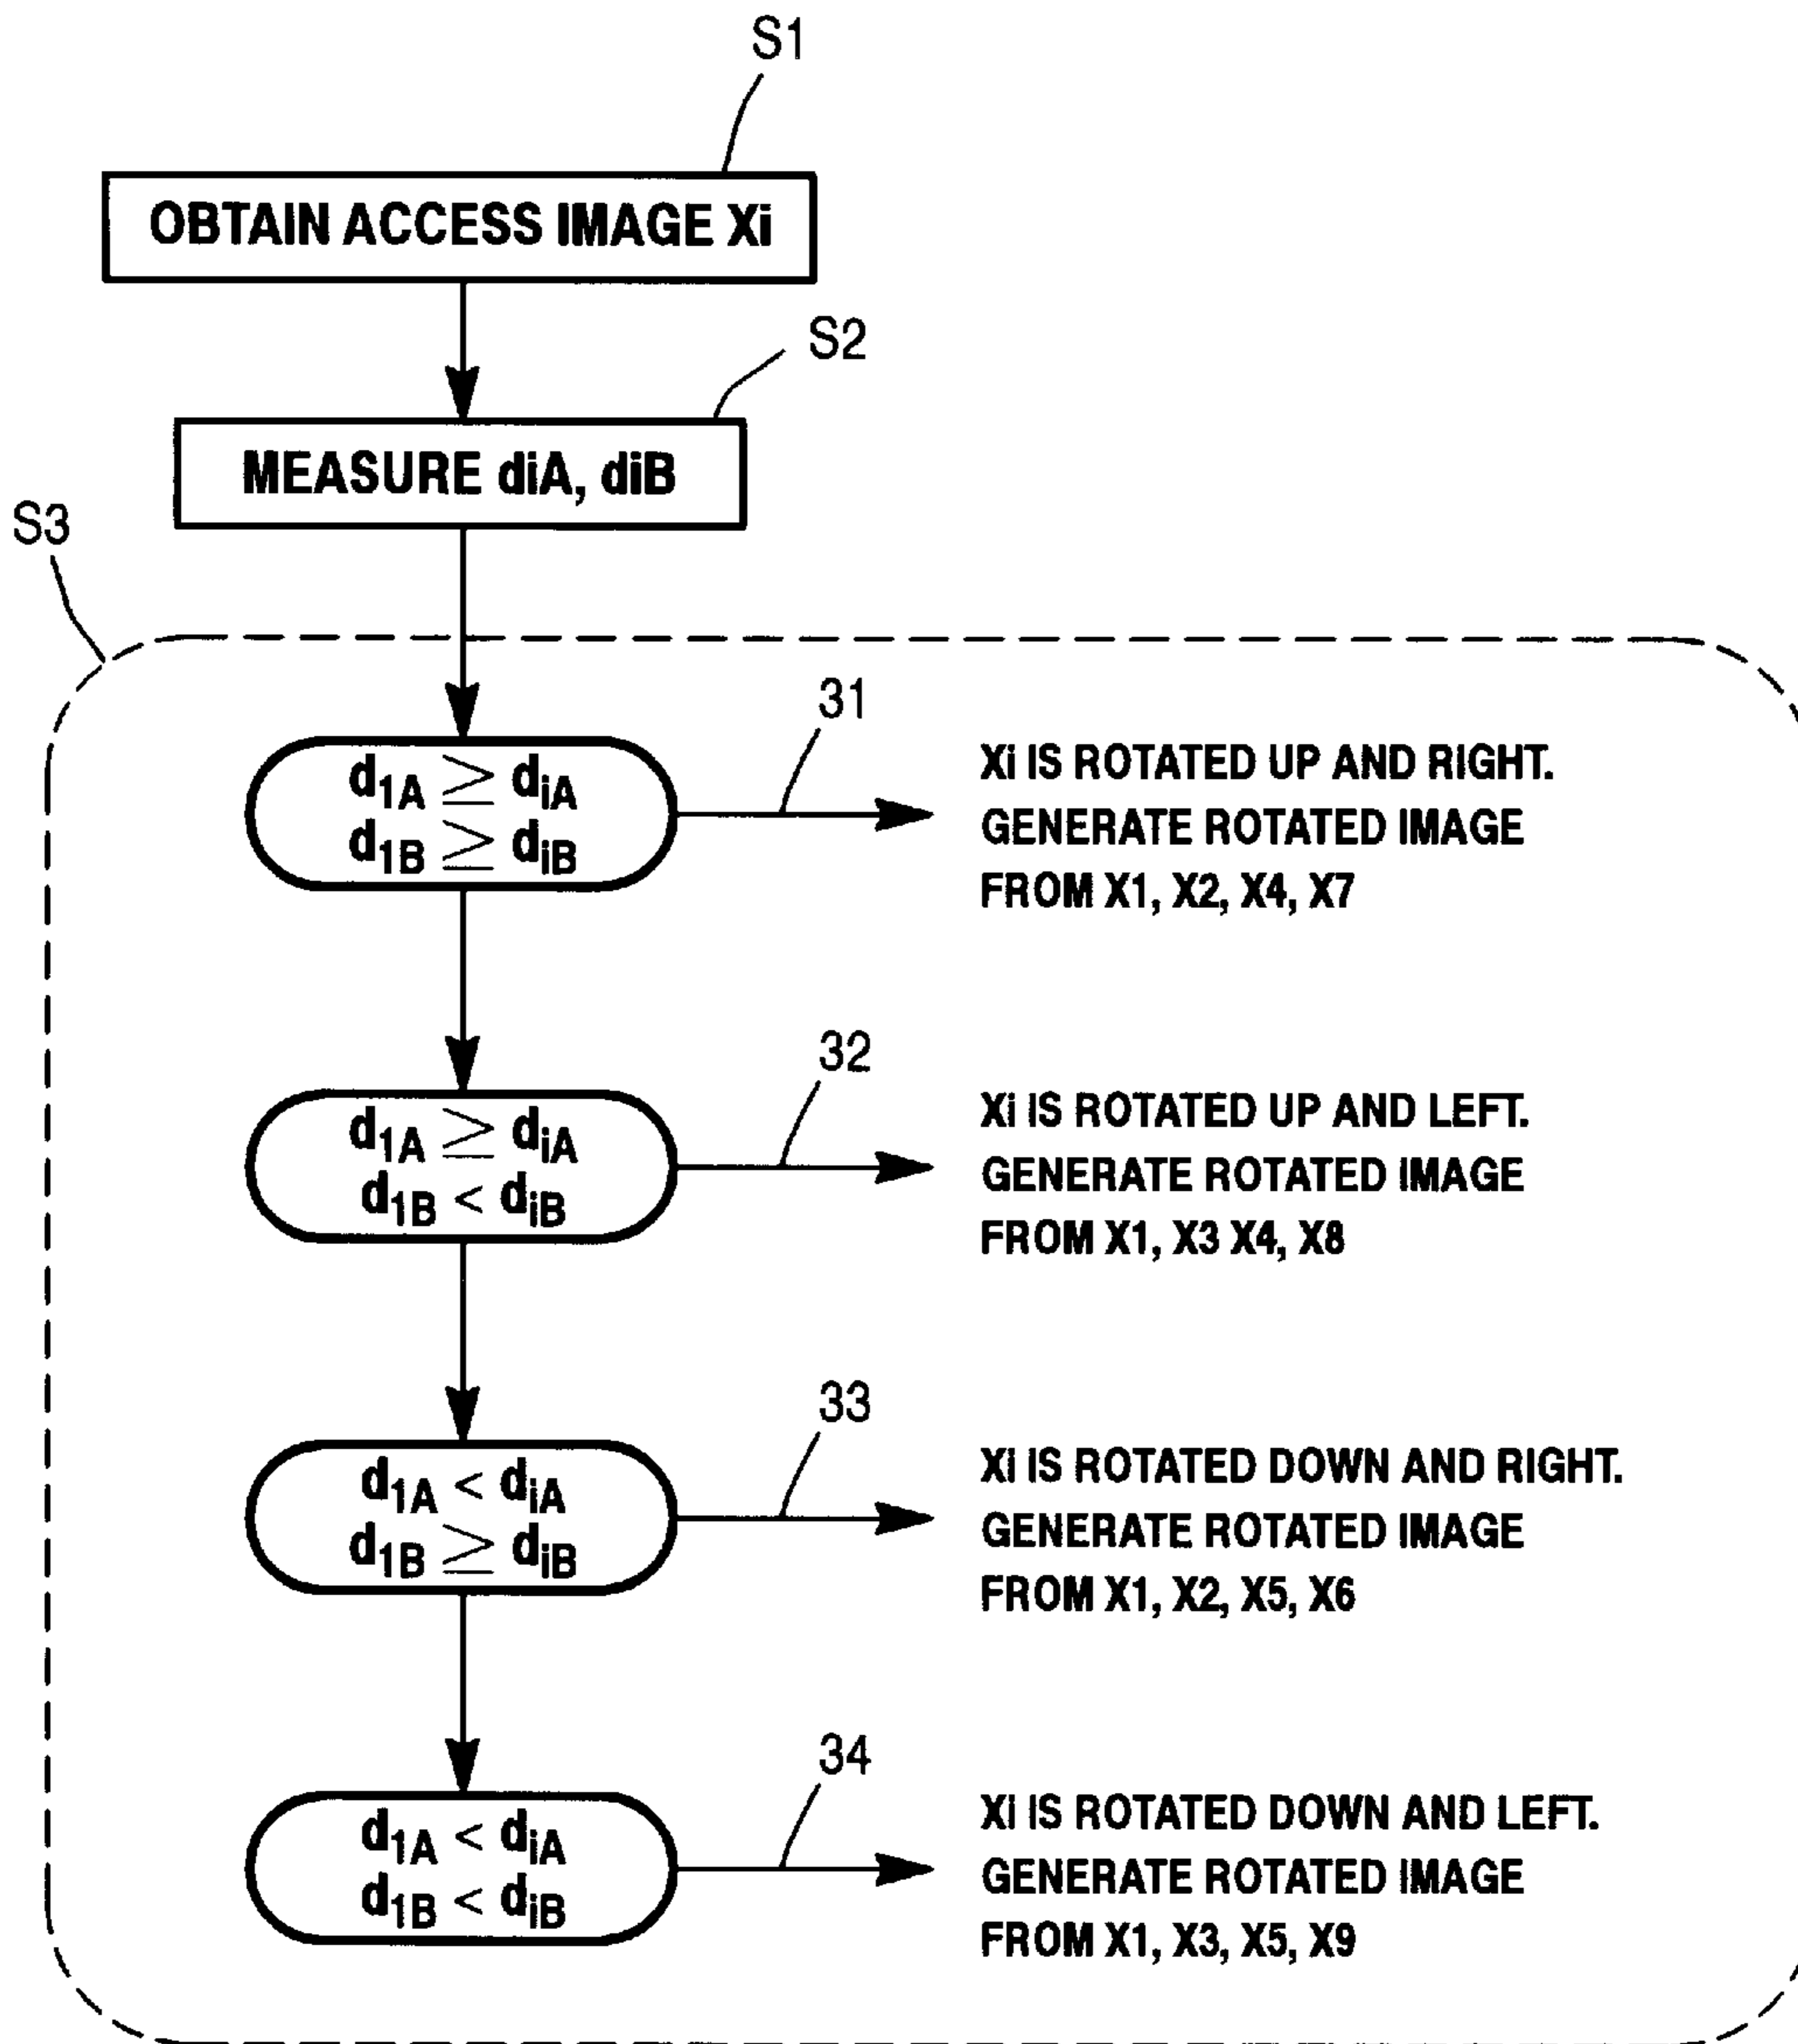 S1
OBTAIN ACCESS IMAGE Xi
S2
MEASURE diA, diB
S3
31
d1A ≧ diA
d1B ≧ diB
Xi IS ROTATED UP AND RIGHT.
GENERATE ROTATED IMAGE
FROM X1, X2, X4, X7
32
d1A ≧ diA
d1B < diB
Xi IS ROTATED UP AND LEFT.
GENERATE ROTATED IMAGE
FROM X1, X3 X4, X8
33
d1A < diA
d1B ≧ diB
Xi IS ROTATED DOWN AND RIGHT.
GENERATE ROTATED IMAGE
FROM X1, X2, X5, X6
34
d1A < diA
d1B < diB
Xi IS ROTATED DOWN AND LEFT.
GENERATE ROTATED IMAGE
FROM X1, X3, X5, X9